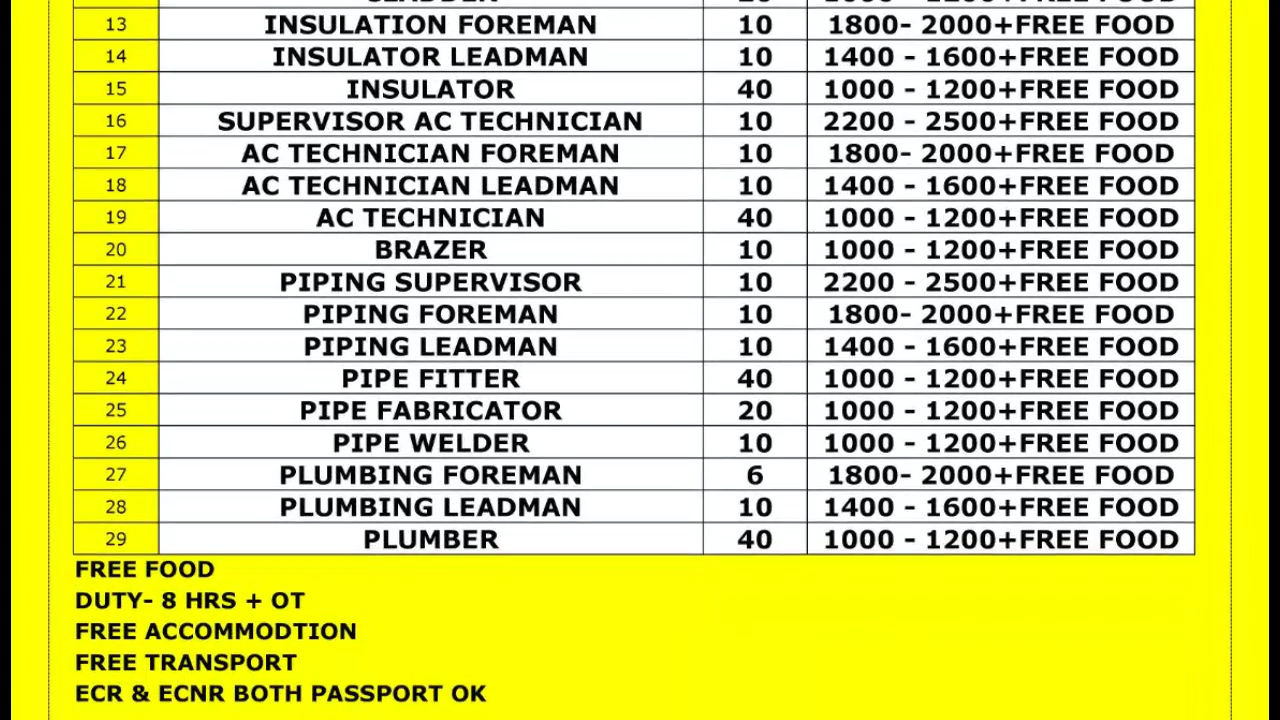 13 INSULATION FOREMAN 10 1800- 2000+FREE FOOD
14 INSULATOR LEADMAN 10 1400 - 1600+FREE FOOD
15 INSULATOR 40 1000 - 1200+FREE FOOD
16 SUPERVISOR AC TECHNICIAN 10 2200 - 2500+FREE FOOD
17 AC TECHNICIAN FOREMAN 10 1800- 2000+FREE FOOD
18 AC TECHNICIAN LEADMAN 10 1400 - 1600+FREE FOOD
19 AC TECHNICIAN 40 1000 - 1200+FREE FOOD
20 BRAZER 10 1000 - 1200+FREE FOOD
21 PIPING SUPERVISOR 10 2200 - 2500+FREE FOOD
22 PIPING FOREMAN 10 1800- 2000+FREE FOOD
23 PIPING LEADMAN 10 1400 - 1600+FREE FOOD
24 PIPE FITTER 40 1000 - 1200+FREE FOOD
25 PIPE FABRICATOR 20 1000 - 1200+FREE FOOD
26 PIPE WELDER 10 1000 - 1200+FREE FOOD
27 PLUMBING FOREMAN 6 1800- 2000+FREE FOOD
28 PLUMBING LEADMAN 10 1400 - 1600+FREE FOOD
29 PLUMBER 40 1000 - 1200+FREE FOOD
FREE FOOD
DUTY- 8 HRS + OT
FREE ACCOMMODTION
FREE TRANSPORT
ECR & ECNR BOTH PASSPORT OK